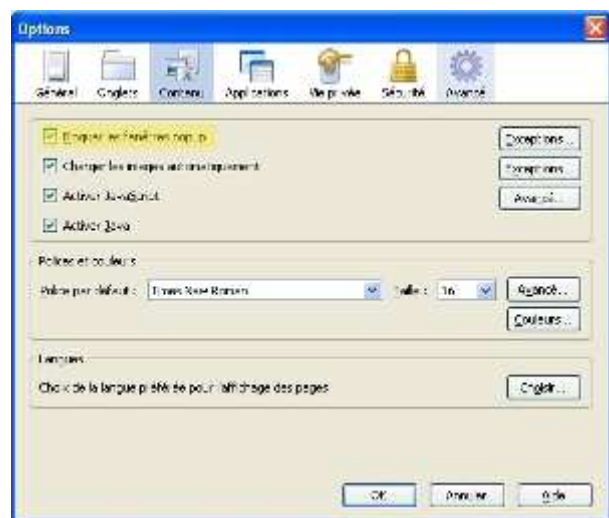 Options
Général Onglets Contenu Applications Vie privée Sécurité Avancé
Bloquer les fenêtres popup Exceptions...
Charger les images automatiquement Exceptions...
Activer JavaScript Avancé...
Activer Java
Polices et couleurs
Police par défaut : Times New Roman Taille : 16 Avancé...
Couleurs...
Langues
Choix de la langue préférée pour l'affichage des pages Choisir...
OK Annuler Aide